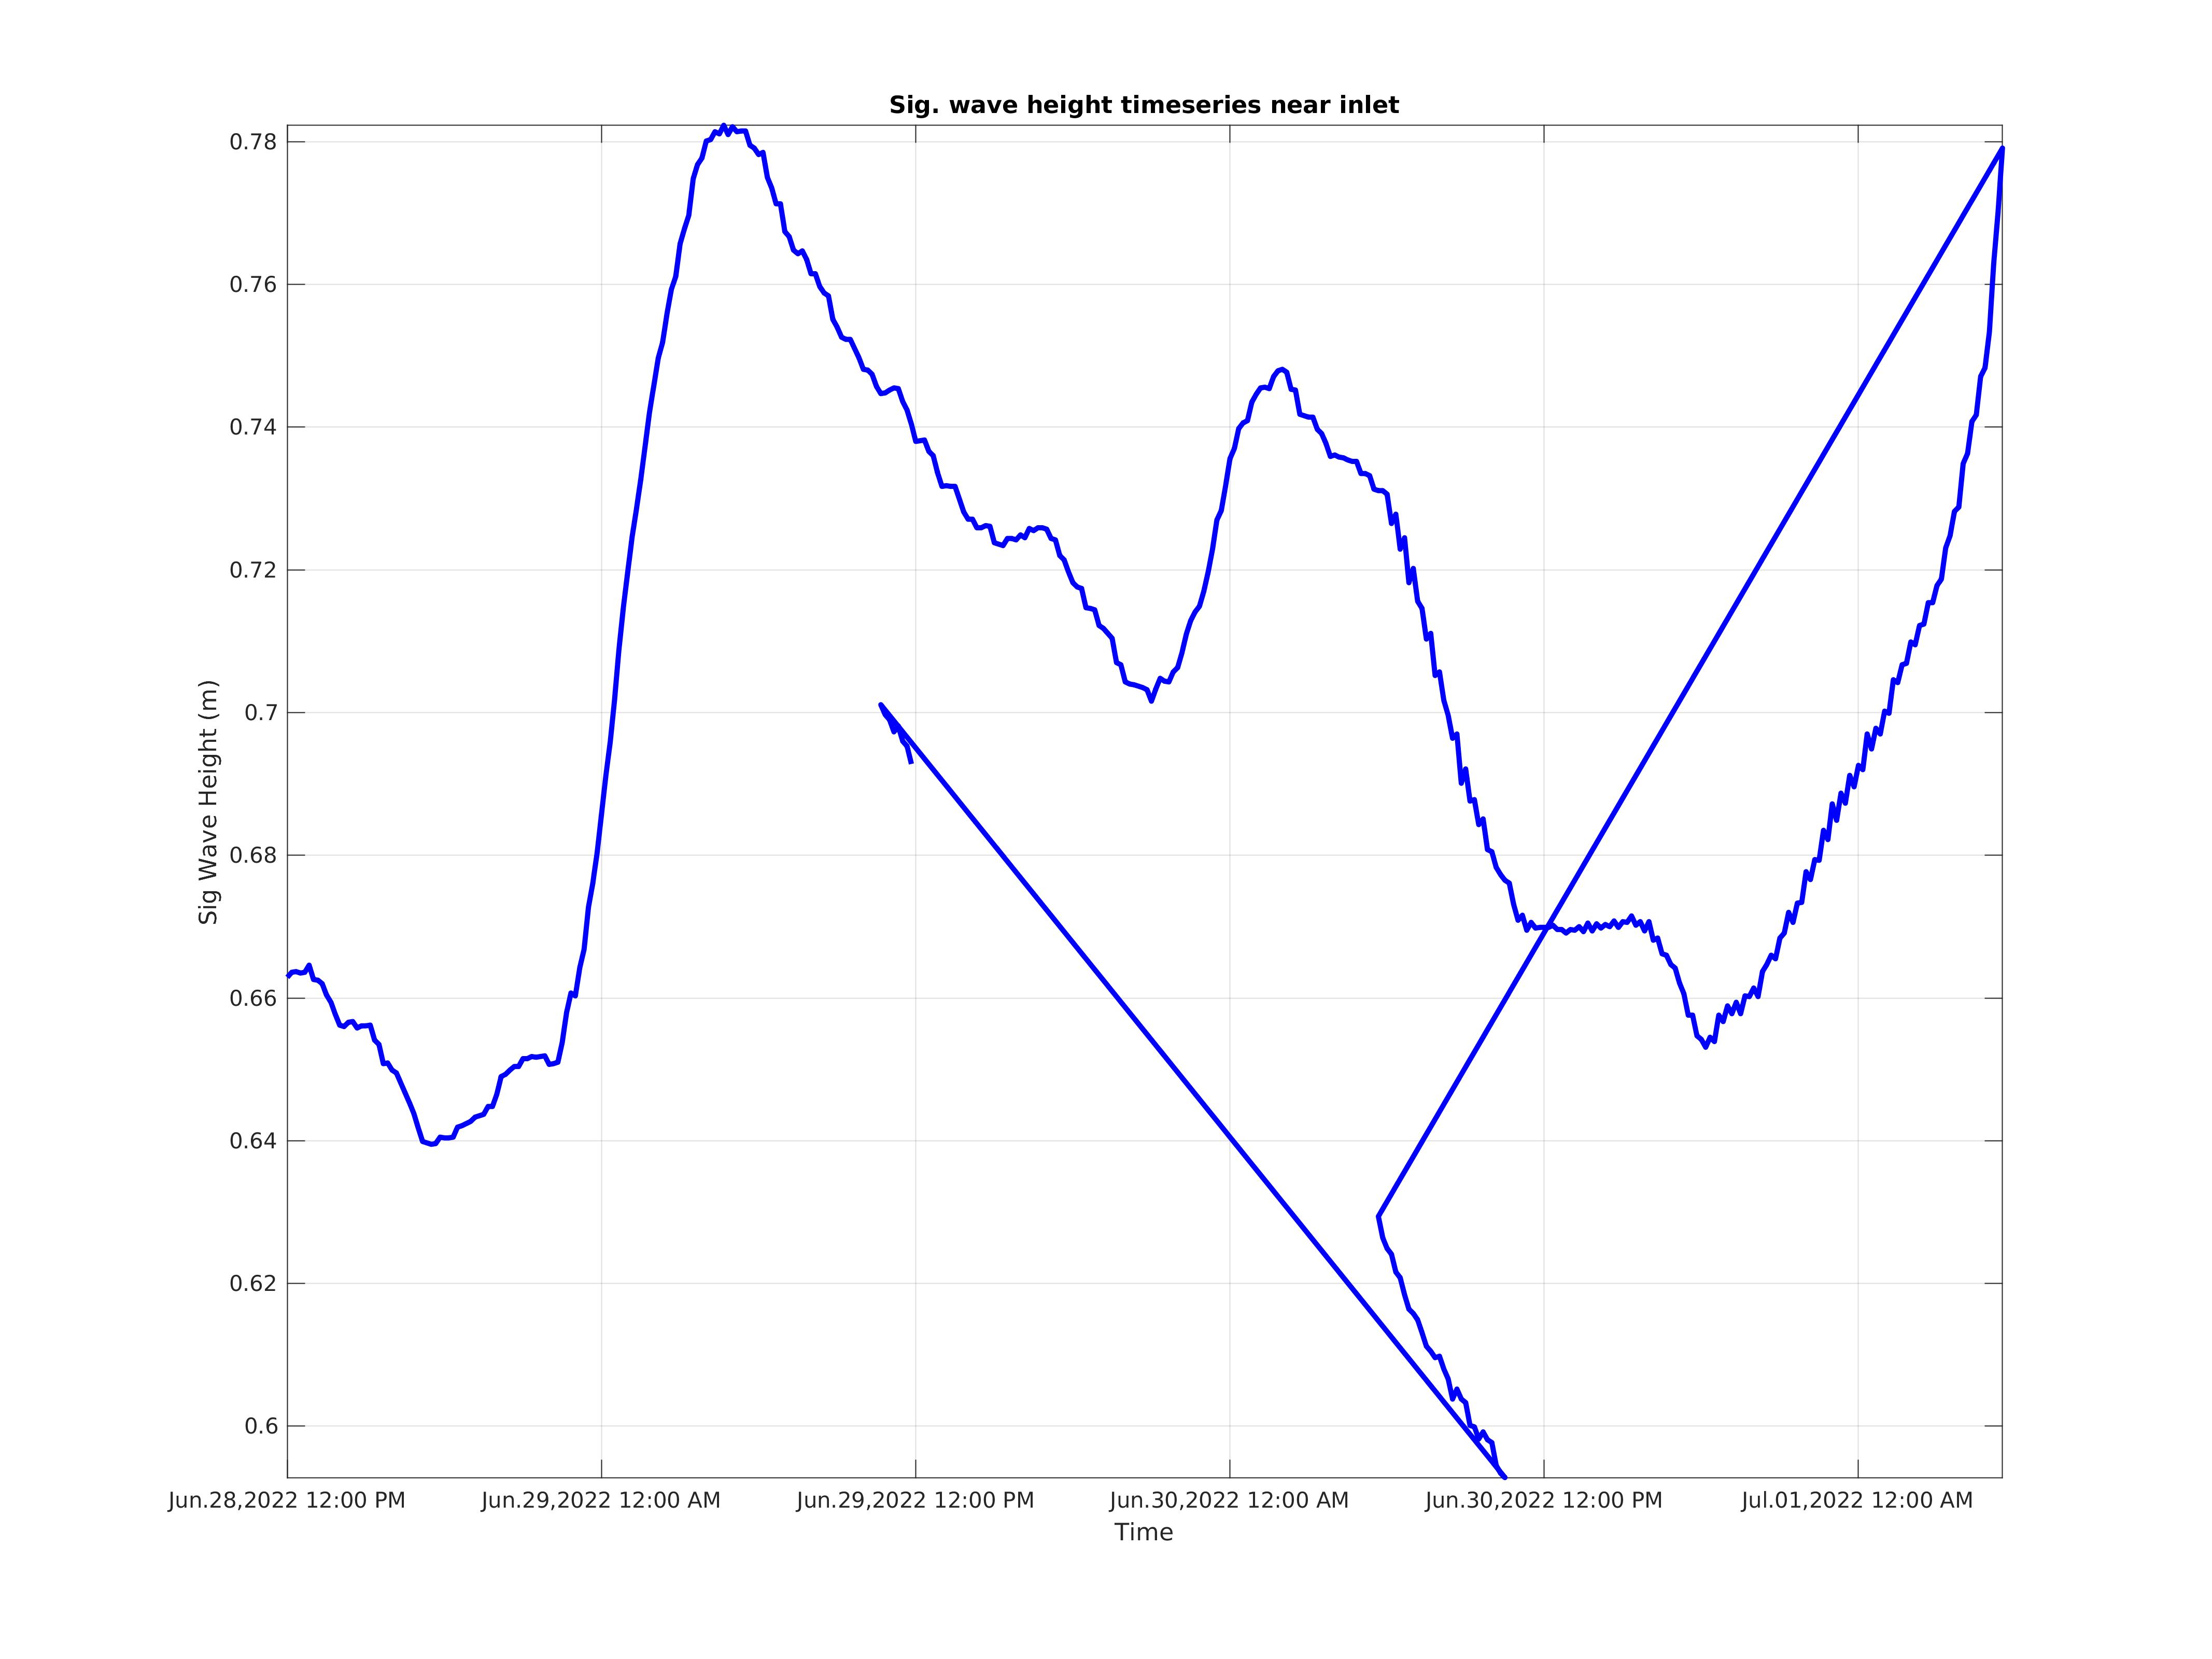 Sig. wave height timeseries near inlet
0.78
0.76
0.74
0.72
0.7
0.68
0.66
0.64
0.62
0.6
Sig Wave Height (m)
Jun.28,2022 12:00 PM Jun.29,2022 12:00 AM Jun.29,2022 12:00 PM Jun.30,2022 12:00 AM Jun.30,2022 12:00 PM Jul.01,2022 12:00 AM
Time